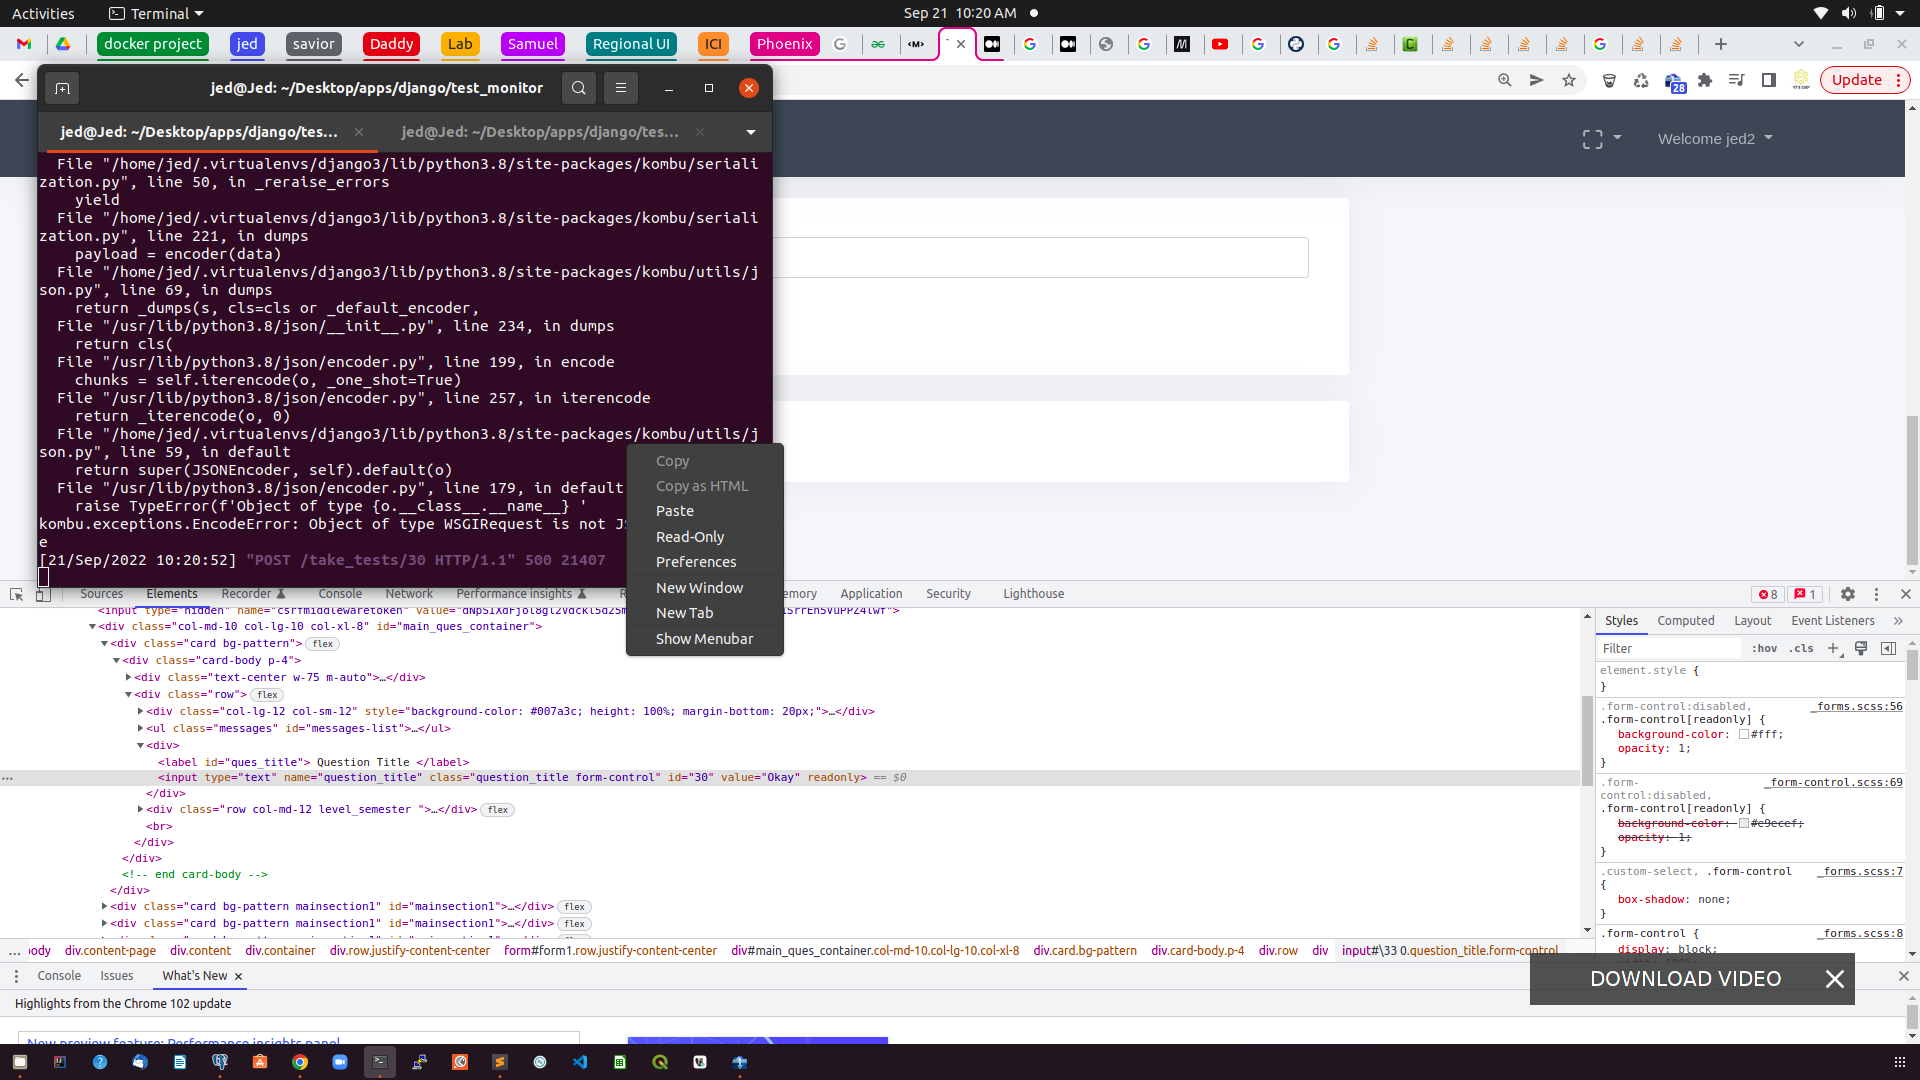 Activities
Terminal
Sep 21 10:20 AM
docker project
jed
savior
Daddy
Lab
Samuel
Regional UI
ICI
Phoenix
jed@Jed: ~/Desktop/apps/django/test_monitor
28
Update
jed@Jed: ~/Desktop/apps/django/tes...
jed@Jed: ~/Desktop/apps/django/tes...
Welcome jed2
File "/home/jed/.virtualenvs/django3/lib/python3.8/site-packages/kombu/seriali
zation.py", line 50, in _reraise_errors
yield
File "/home/jed/.virtualenvs/django3/lib/python3.8/site-packages/kombu/seriali
zation.py", line 221, in dumps
payload = encoder(data)
File "/home/jed/.virtualenvs/django3/lib/python3.8/site-packages/kombu/utils/j
son.py", line 69, in dumps
return _dumps(s, cls=cls or _default_encoder,
File "/usr/lib/python3.8/json/__init__.py", line 234, in dumps
return cls(
File "/usr/lib/python3.8/json/encoder.py", line 199, in encode
chunks = self.iterencode(o, _one_shot=True)
File "/usr/lib/python3.8/json/encoder.py", line 257, in iterencode
return _iterencode(o, 0)
File "/home/jed/.virtualenvs/django3/lib/python3.8/site-packages/kombu/utils/j
son.py", line 59, in default
return super(JSONEncoder, self).default(o)
File "/usr/lib/python3.8/json/encoder.py", line 179, in default
raise TypeError(f'Object of type {o.__class__.__name__} '
kombu.exceptions.EncodeError: Object of type WSGIRequest is not JS
e
[21/Sep/2022 10:20:52] "POST /take_tests/30 HTTP/1.1" 500 21407
Copy
Copy as HTML
Paste
Read-Only
Preferences
New Window
New Tab
Show Menubar
Sources
Elements
Recorder
Console
Network
Performance insights
emory
Application
Security
Lighthouse
8
1
<div class="col-md-10 col-lg-10 col-xl-8" id="main_ques_container">
<div class="card bg-pattern"> flex
<div class="card-body p-4">
<div class="text-center w-75 m-auto">…</div>
<div class="row"> flex
<div class="col-lg-12 col-sm-12" style="background-color: #007a3c; height: 100%; margin-bottom: 20px;">…</div>
<ul class="messages" id="messages-list">…</ul>
<div>
<label id="ques_title"> Question Title </label>
... <input type="text" name="question_title" class="question_title form-control" id="30" value="Okay" readonly> == $0
</div>
<div class="row col-md-12 level_semester ">…</div> flex
<br>
</div>
</div>
<!-- end card-body -->
</div>
<div class="card bg-pattern mainsection1" id="mainsection1">…</div> flex
<div class="card bg-pattern mainsection1" id="mainsection1">…</div> flex
Styles
Computed
Layout
Event Listeners
»
Filter
:hov .cls +
element.style {
}
.form-control:disabled, _forms.scss:56
.form-control[readonly] {
background-color: #fff;
opacity: 1;
}
.form- _form-control.scss:69
control:disabled,
.form-control[readonly] {
background-color: #e9ecef;
opacity: 1;
}
.custom-select, .form-control _forms.scss:7
{
box-shadow: none;
}
.form-control { _forms.scss:8
display: block;
... body div.content-page div.content div.container div.row.justify-content-center form#form1.row.justify-content-center div#main_ques_container.col-md-10.col-lg-10.col-xl-8 div.card.bg-pattern div.card-body.p-4 div.row div input#\33 0.question_title.form-control
Console
Issues
What's New
DOWNLOAD VIDEO
Highlights from the Chrome 102 update
New preview feature: Performance insights panel